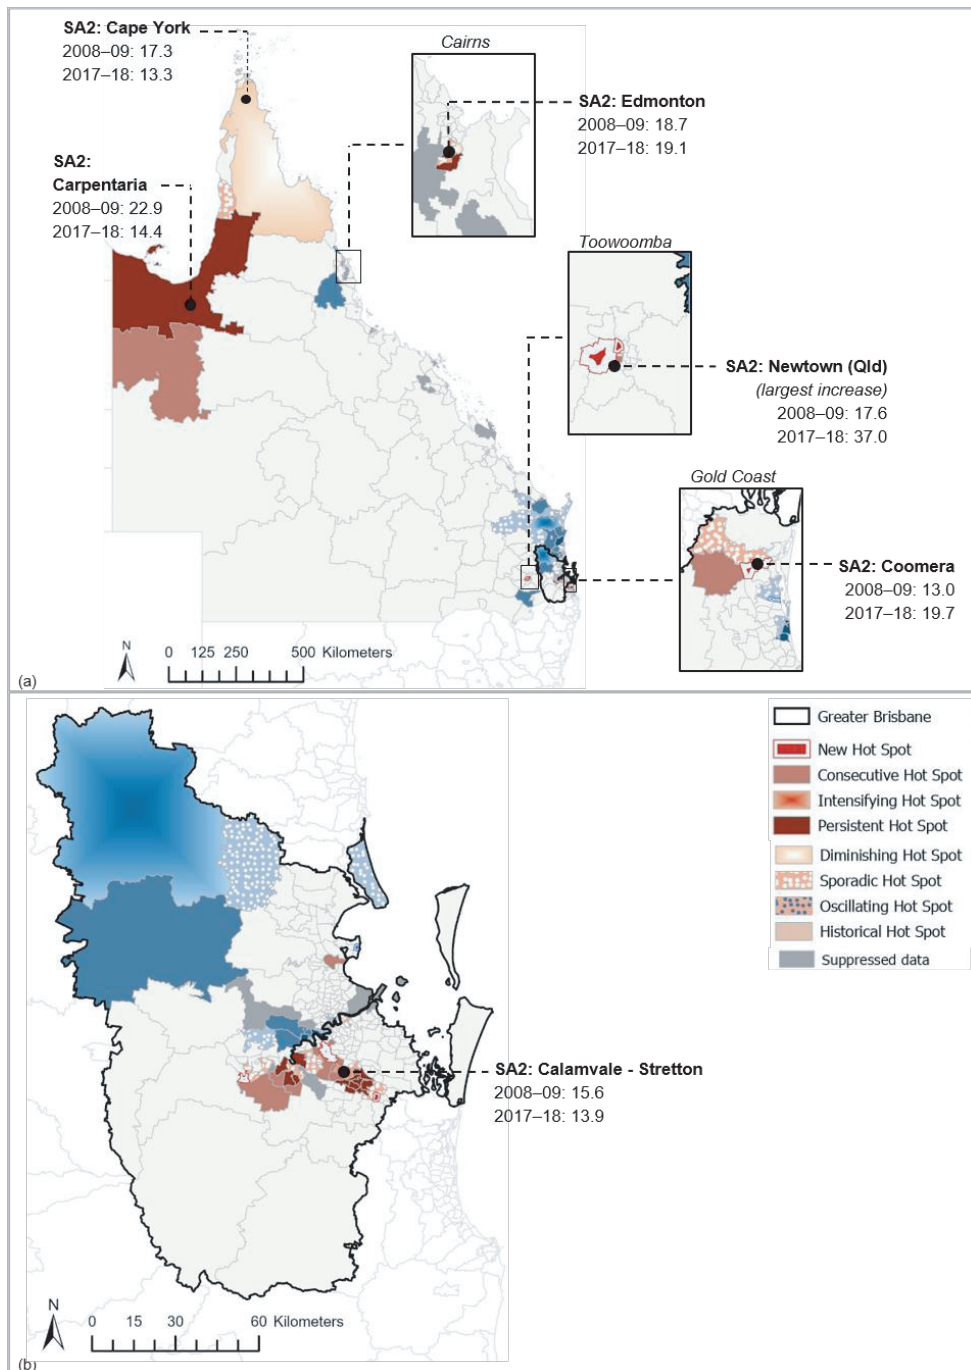 SA2: Cape York
2008–09: 17.3
2017–18: 13.3
Cairns
SA2: Edmonton
2008–09: 18.7
2017–18: 19.1
SA2:
Carpentaria
2008–09: 22.9
2017–18: 14.4
Toowoomba
SA2: Newtown (Qld)
(largest increase)
2008–09: 17.6
2017–18: 37.0
Gold Coast
SA2: Coomera
2008–09: 13.0
2017–18: 19.7
N
0 125 250 500 Kilometers
(a)
Greater Brisbane
New Hot Spot
Consecutive Hot Spot
Intensifying Hot Spot
Persistent Hot Spot
Diminishing Hot Spot
Sporadic Hot Spot
Oscillating Hot Spot
Historical Hot Spot
Suppressed data
SA2: Calamvale - Stretton
2008–09: 15.6
2017–18: 13.9
N
0 15 30 60 Kilometers
(b)